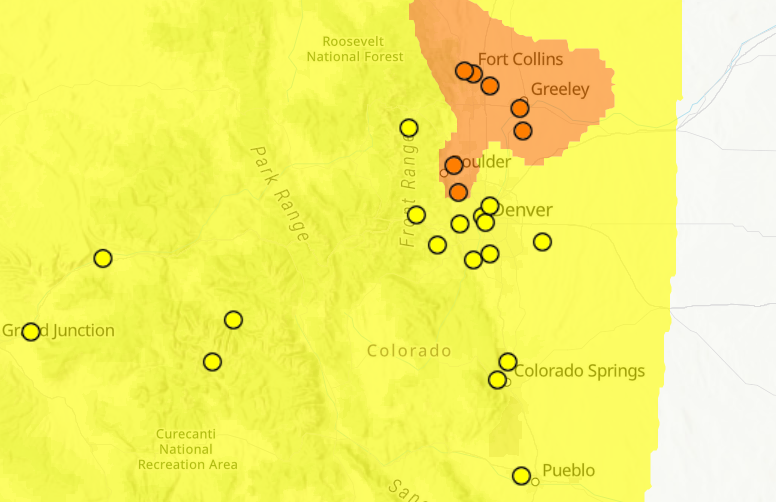 Roosevelt
National Forest
Fort Collins
Greeley
oulder
Park Range
Front Range
Denver
Grand Junction
Colorado
Colorado Springs
Curecanti
National
Recreation Area
Pueblo
San